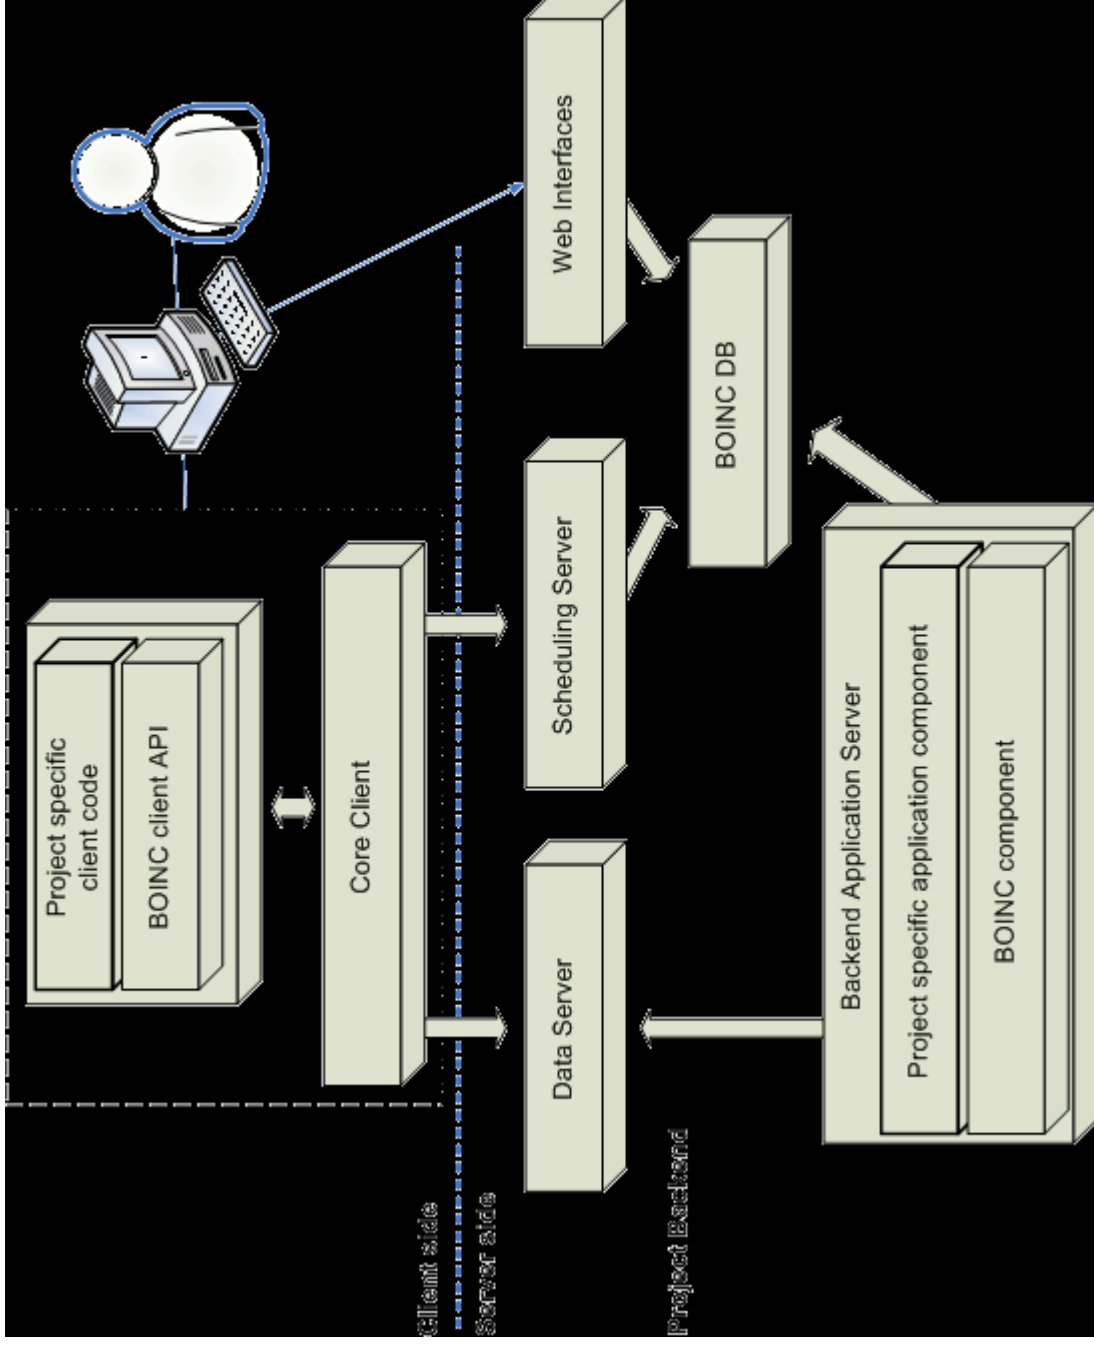 Project specific
client code
BOINC client API
Core Client
Client side
Server side
Data Server
Scheduling Server
Web Interfaces
Project Backend
BOINC DB
Backend Application Server
Project specific application component
BOINC component